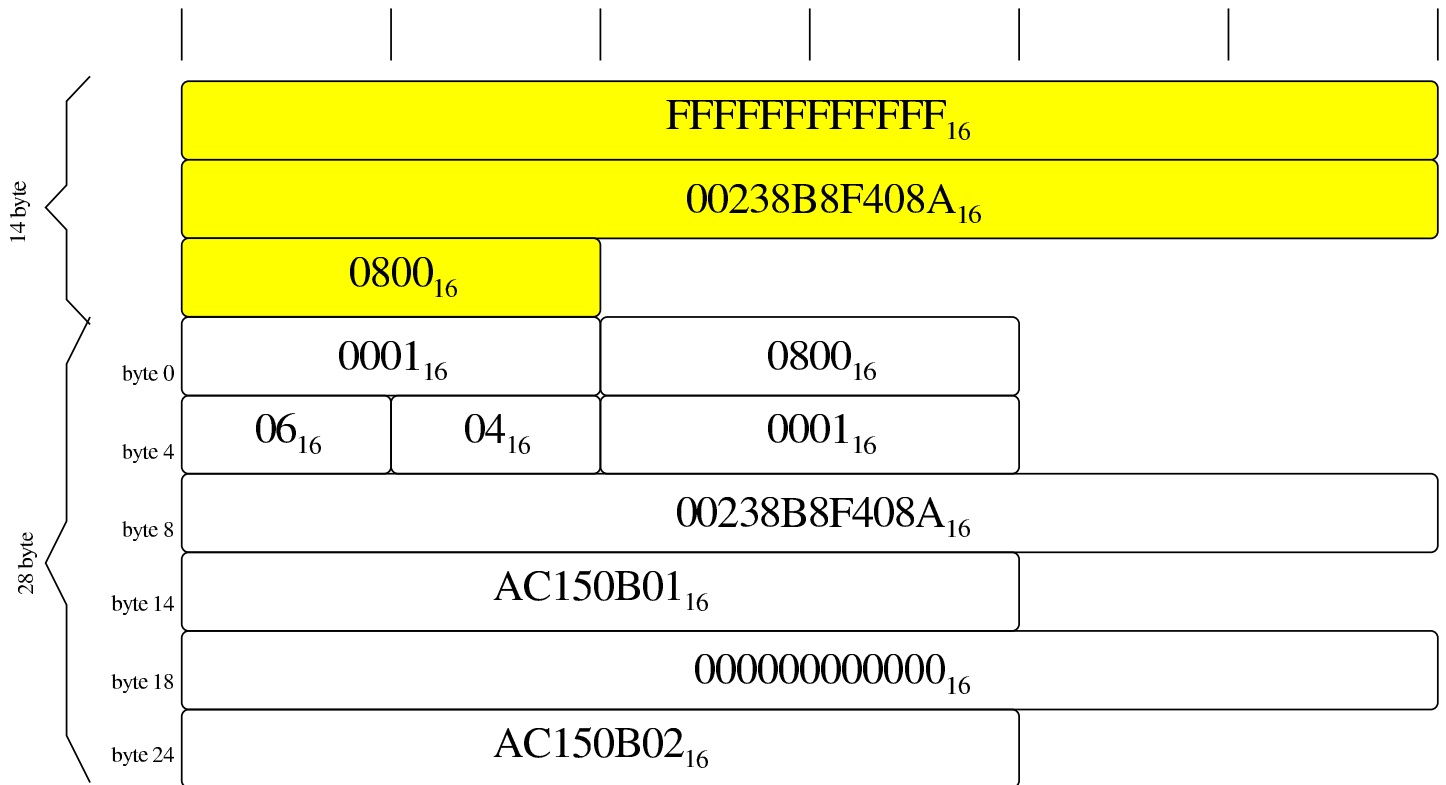 FFFFFFFFFFFF16
14 byte
00238B8F408A16
080016
byte 0 000116 080016
byte 4 0616 0416 000116
28 byte
byte 8 00238B8F408A16
byte 14 AC150B0116
byte 18 00000000000016
byte 24 AC150B0216